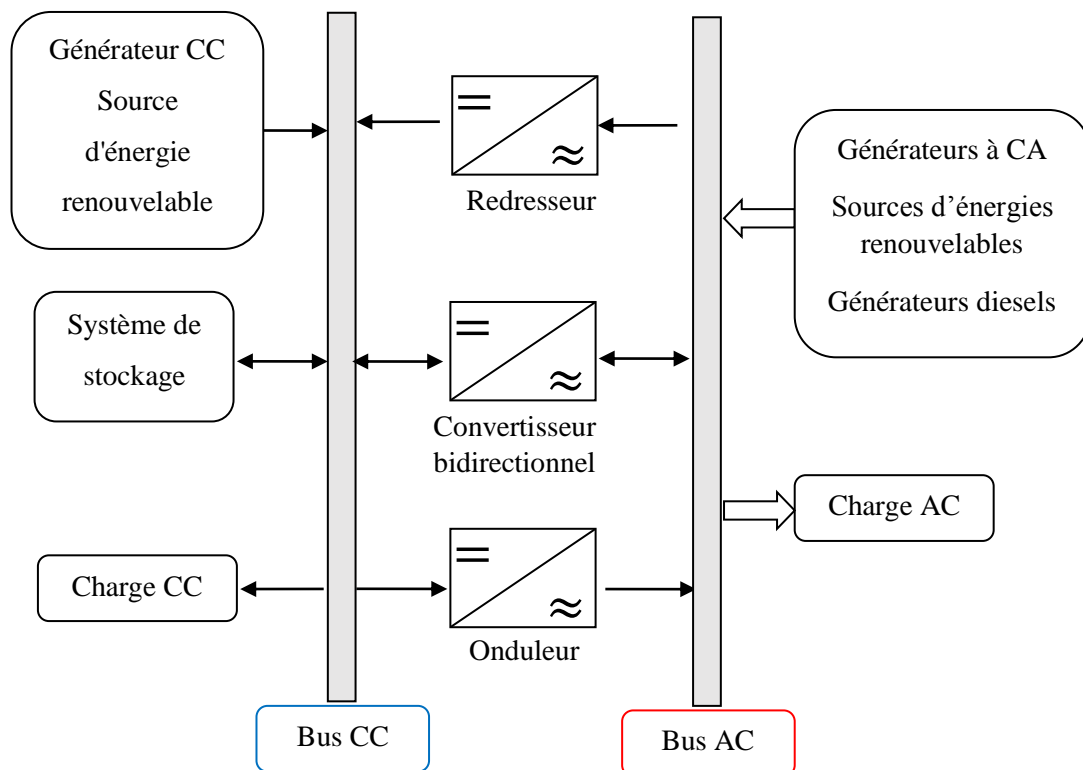 Générateur CC
Source
d'énergie
renouvelable
Redresseur
Générateurs à CA
Sources d’énergies
renouvelables
Générateurs diesels
Système de
stockage
Convertisseur
bidirectionnel
Charge AC
Charge CC
Onduleur
Bus CC
Bus AC